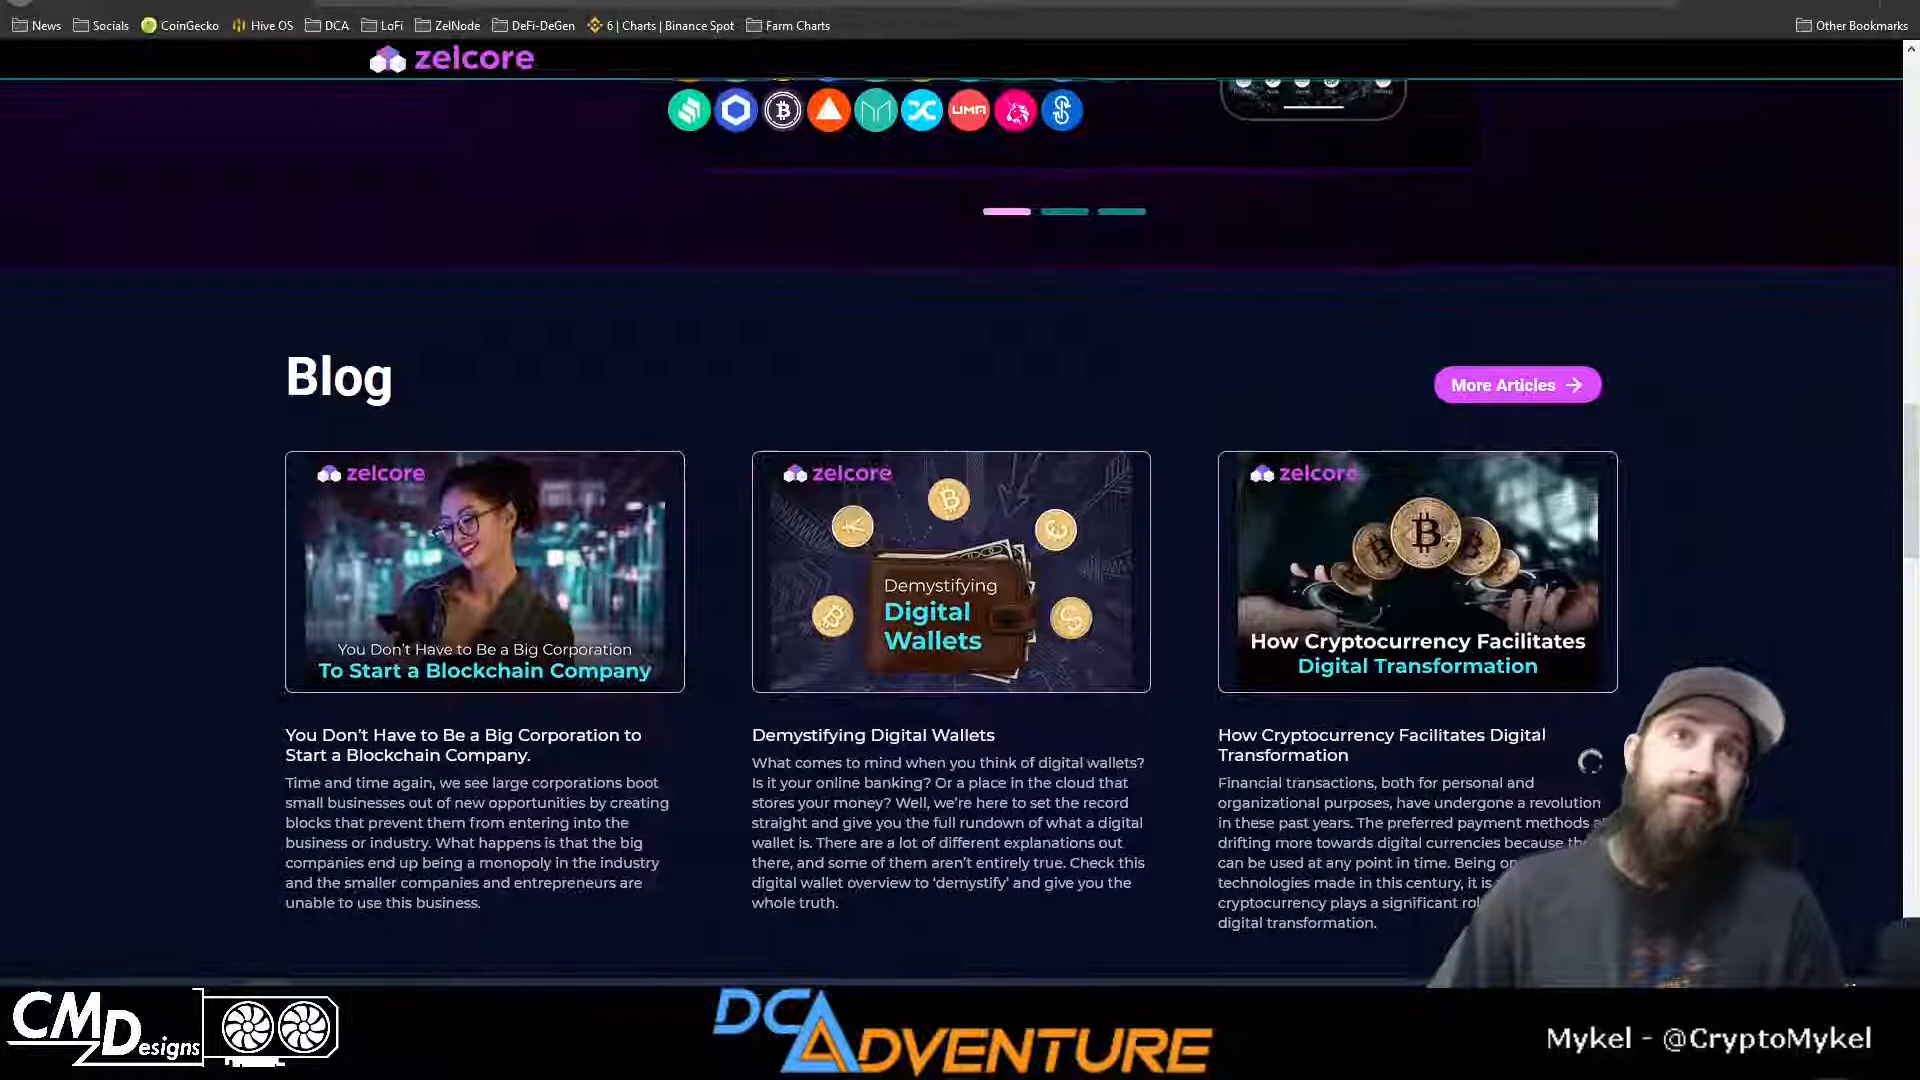 News Socials CoinGecko Hive OS DCA LoFi ZelNode DeFi-DeGen 6 | Charts | Binance Spot Farm Charts Other Bookmarks
zelcore
UMA
Blog
More Articles
zelcore
You Don't Have to Be a Big Corporation
To Start a Blockchain Company
zelcore
Demystifying
Digital
Wallets
zelcore
How Cryptocurrency Facilitates
Digital Transformation
You Don't Have to Be a Big Corporation to
Start a Blockchain Company.
Time and time again, we see large corporations boot
small businesses out of new opportunities by creating
blocks that prevent them from entering into the
business or industry. What happens is that the big
companies end up being a monopoly in the industry
and the smaller companies and entrepreneurs are
unable to use this business.
Demystifying Digital Wallets
What comes to mind when you think of digital wallets?
Is it your online banking? Or a place in the cloud that
stores your money? Well, we're here to set the record
straight and give you the full rundown of what a digital
wallet is. There are a lot of different explanations out
there, and some of them aren't entirely true. Check this
digital wallet overview to 'demystify' and give you the
whole truth.
How Cryptocurrency Facilitates Digital
Transformation
Financial transactions, both for personal and
organizational purposes, have undergone a revolution
in these past years. The preferred payment methods
drifting more towards digital currencies because
can be used at any point in time. Being
technologies made in this century, it is
cryptocurrency plays a significant
digital transformation.
CMDesigns
DCAdventure
Mykel - @CryptoMykel